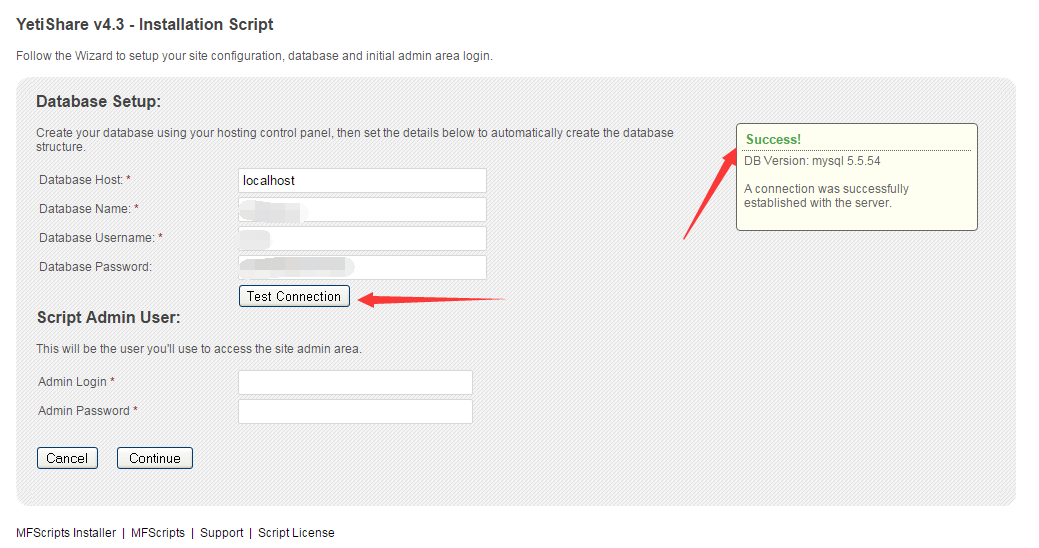 YetiShare v4.3 - Installation Script
Follow the Wizard to setup your site configuration, database and initial admin area login.
Database Setup:
Create your database using your hosting control panel, then set the details below to automatically create the database
structure.
Database Host: * localhost
Database Name: *
Database Username: *
Database Password:
Test Connection
Success!
DB Version: mysql 5.5.54
A connection was successfully
established with the server.
Script Admin User:
This will be the user you'll use to access the site admin area.
Admin Login *
Admin Password *
Cancel Continue
MFScripts Installer | MFScripts | Support | Script License